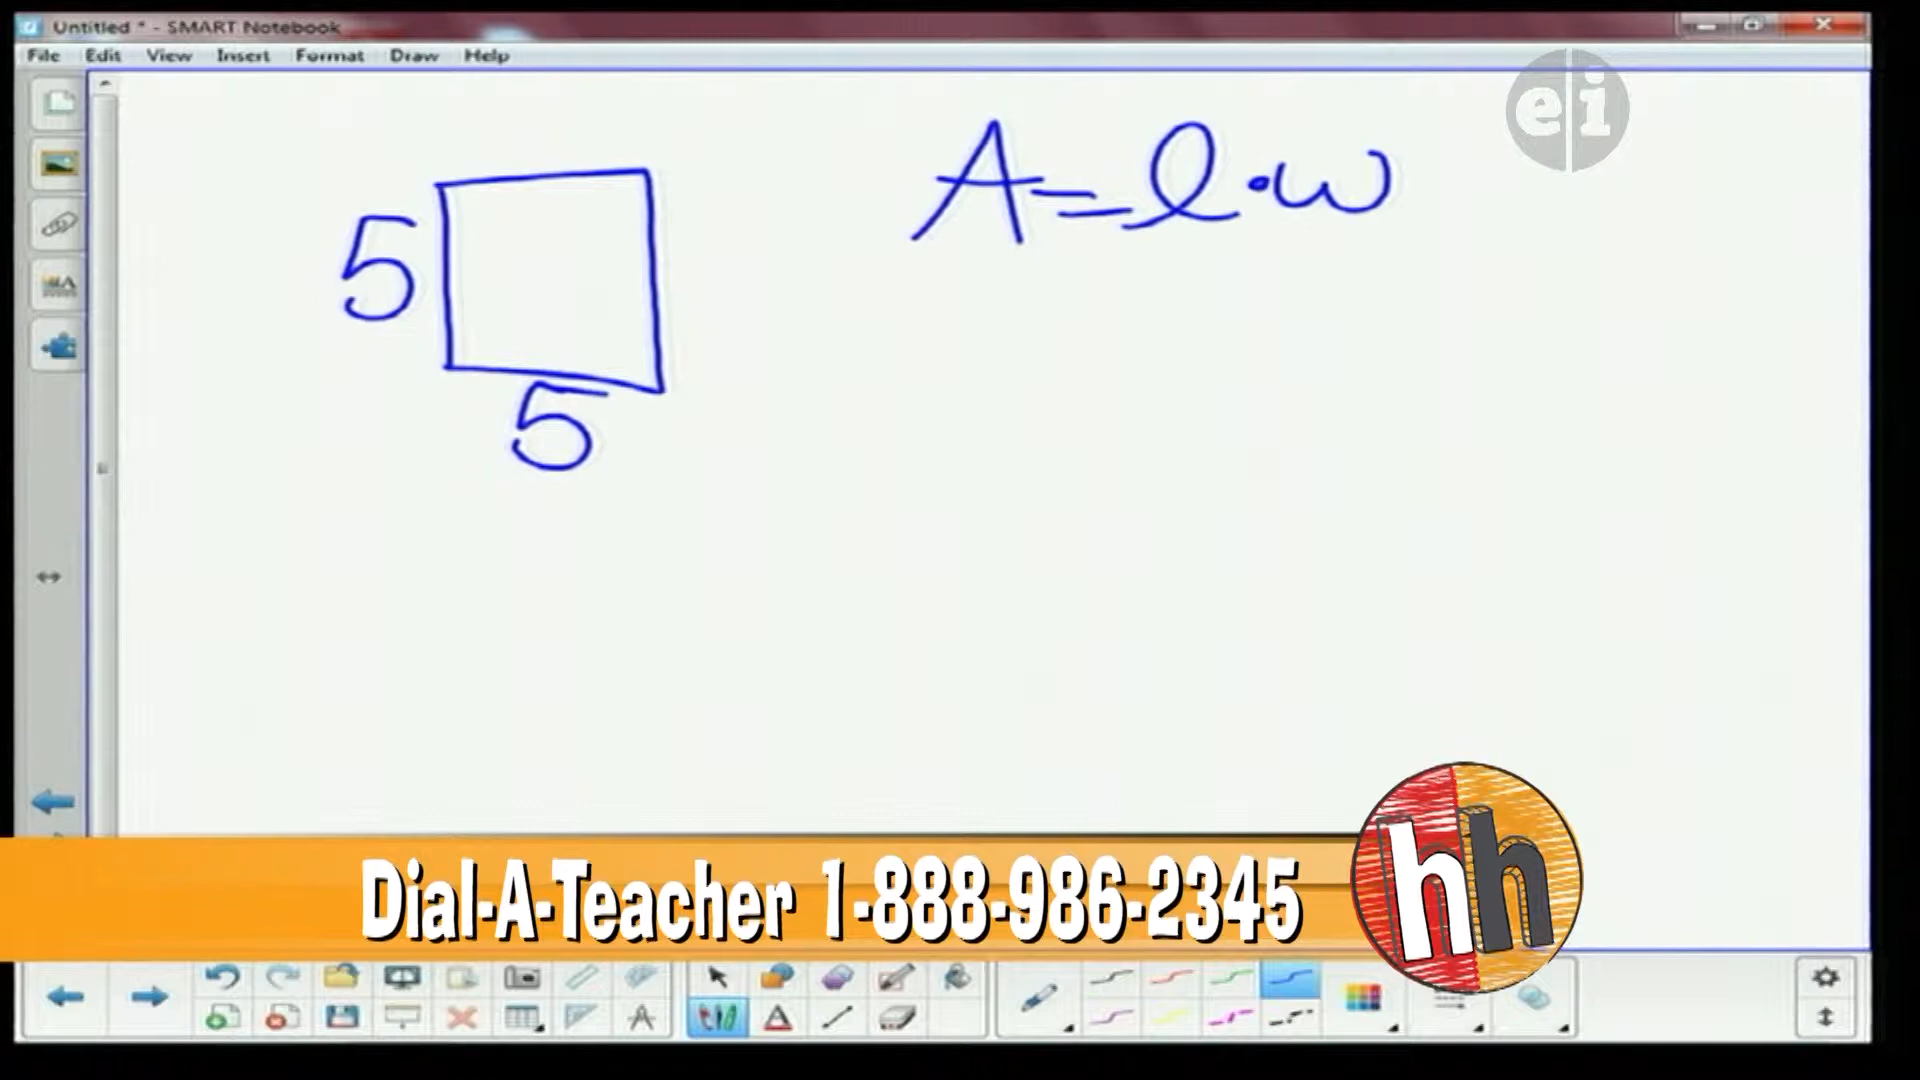 Untitled * - SMART Notebook
File Edit View Insert Format Draw Help
ei
A = l · w
5
5
Dial-A-Teacher 1-888-986-2345
hh